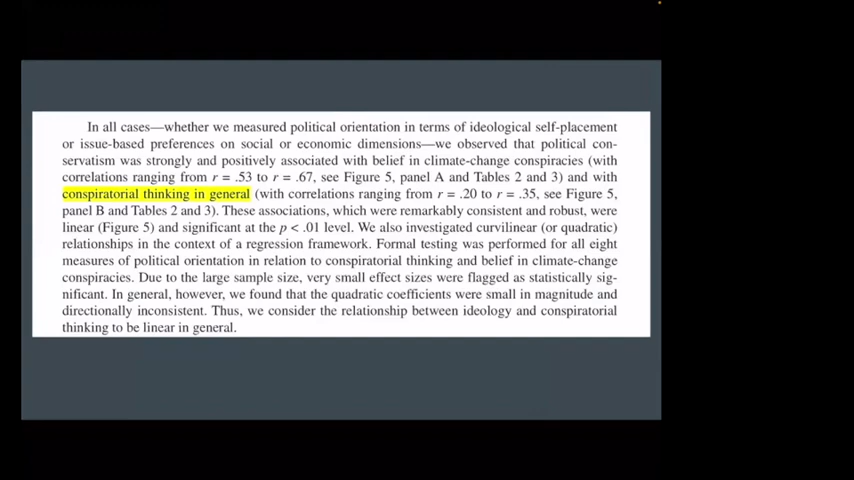 In all cases—whether we measured political orientation in terms of ideological self-placement
or issue-based preferences on social or economic dimensions—we observed that political con-
servatism was strongly and positively associated with belief in climate-change conspiracies (with
correlations ranging from r = .53 to r = .67, see Figure 5, panel A and Tables 2 and 3) and with
conspiratorial thinking in general (with correlations ranging from r = .20 to r = .35, see Figure 5,
panel B and Tables 2 and 3). These associations, which were remarkably consistent and robust, were
linear (Figure 5) and significant at the p < .01 level. We also investigated curvilinear (or quadratic)
relationships in the context of a regression framework. Formal testing was performed for all eight
measures of political orientation in relation to conspiratorial thinking and belief in climate-change
conspiracies. Due to the large sample size, very small effect sizes were flagged as statistically sig-
nificant. In general, however, we found that the quadratic coefficients were small in magnitude and
directionally inconsistent. Thus, we consider the relationship between ideology and conspiratorial
thinking to be linear in general.